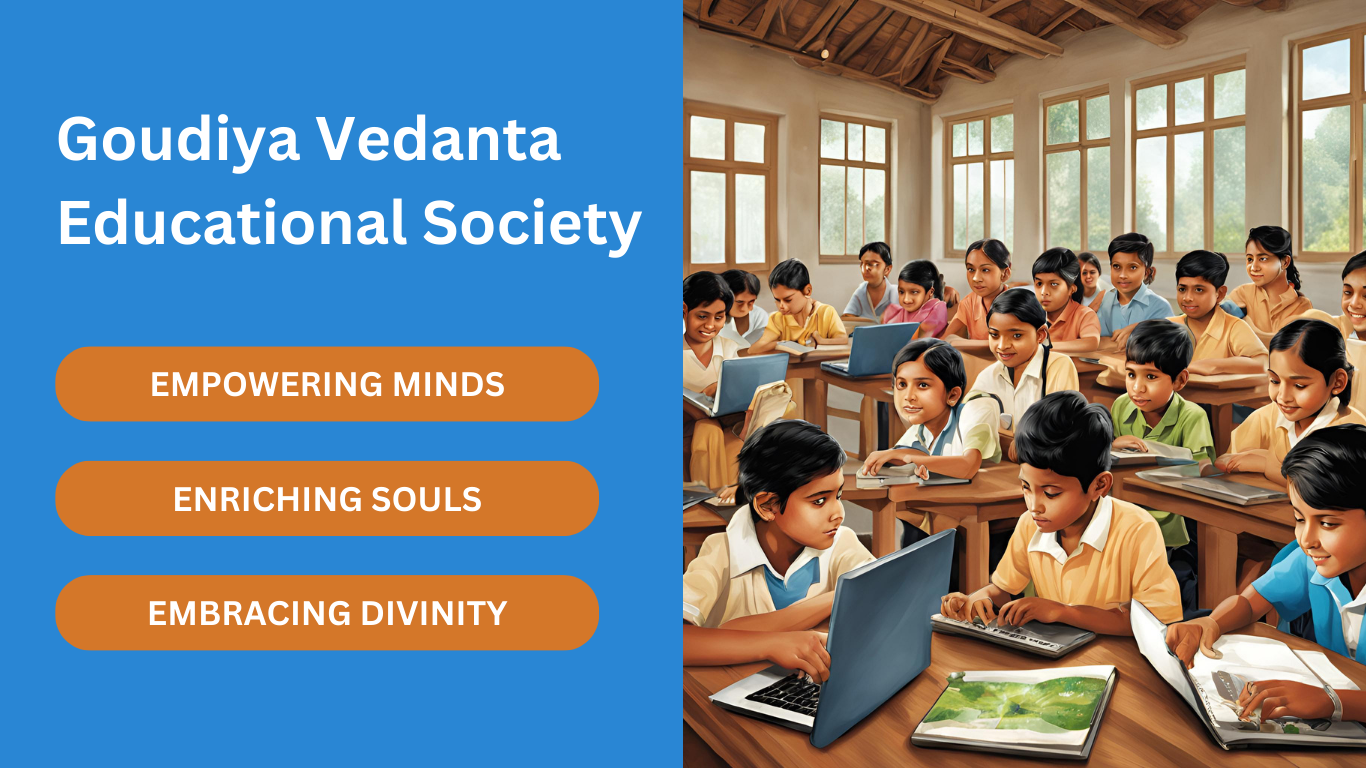 Goudiya Vedanta
Educational Society
EMPOWERING MINDS
ENRICHING SOULS
EMBRACING DIVINITY